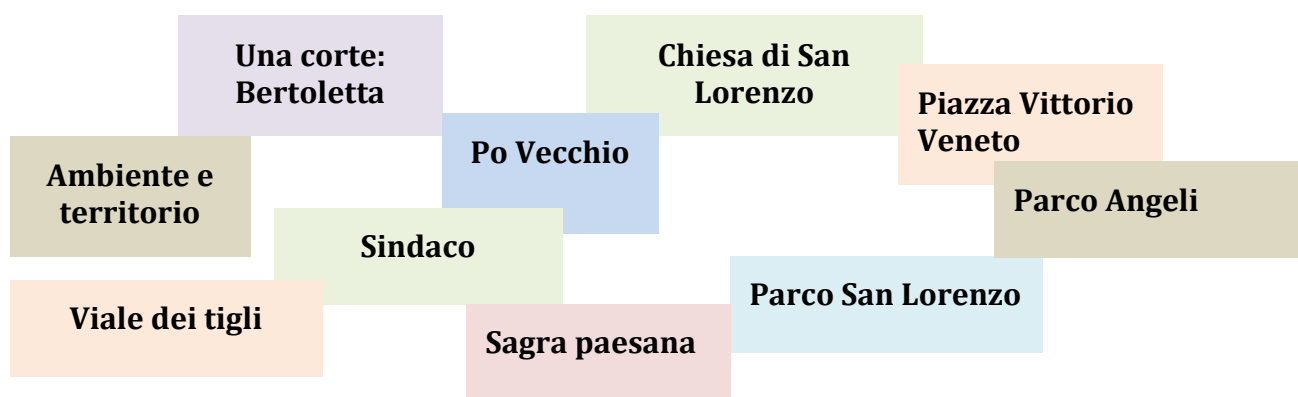 Una corte:
Bertoletta
Chiesa di San
Lorenzo
Piazza Vittorio
Veneto
Po Vecchio
Ambiente e
territorio
Parco Angeli
Sindaco
Parco San Lorenzo
Viale dei tigli
Sagra paesana